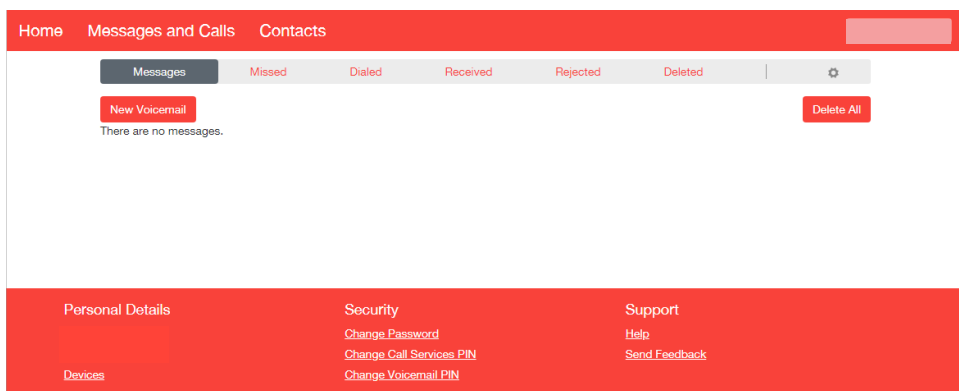 Home Messages and Calls Contacts
Messages Missed Dialed Received Rejected Deleted
New Voicemail Delete All
There are no messages.
Personal Details Security Support
Change Password Help
Change Call Services PIN Send Feedback
Devices Change Voicemail PIN